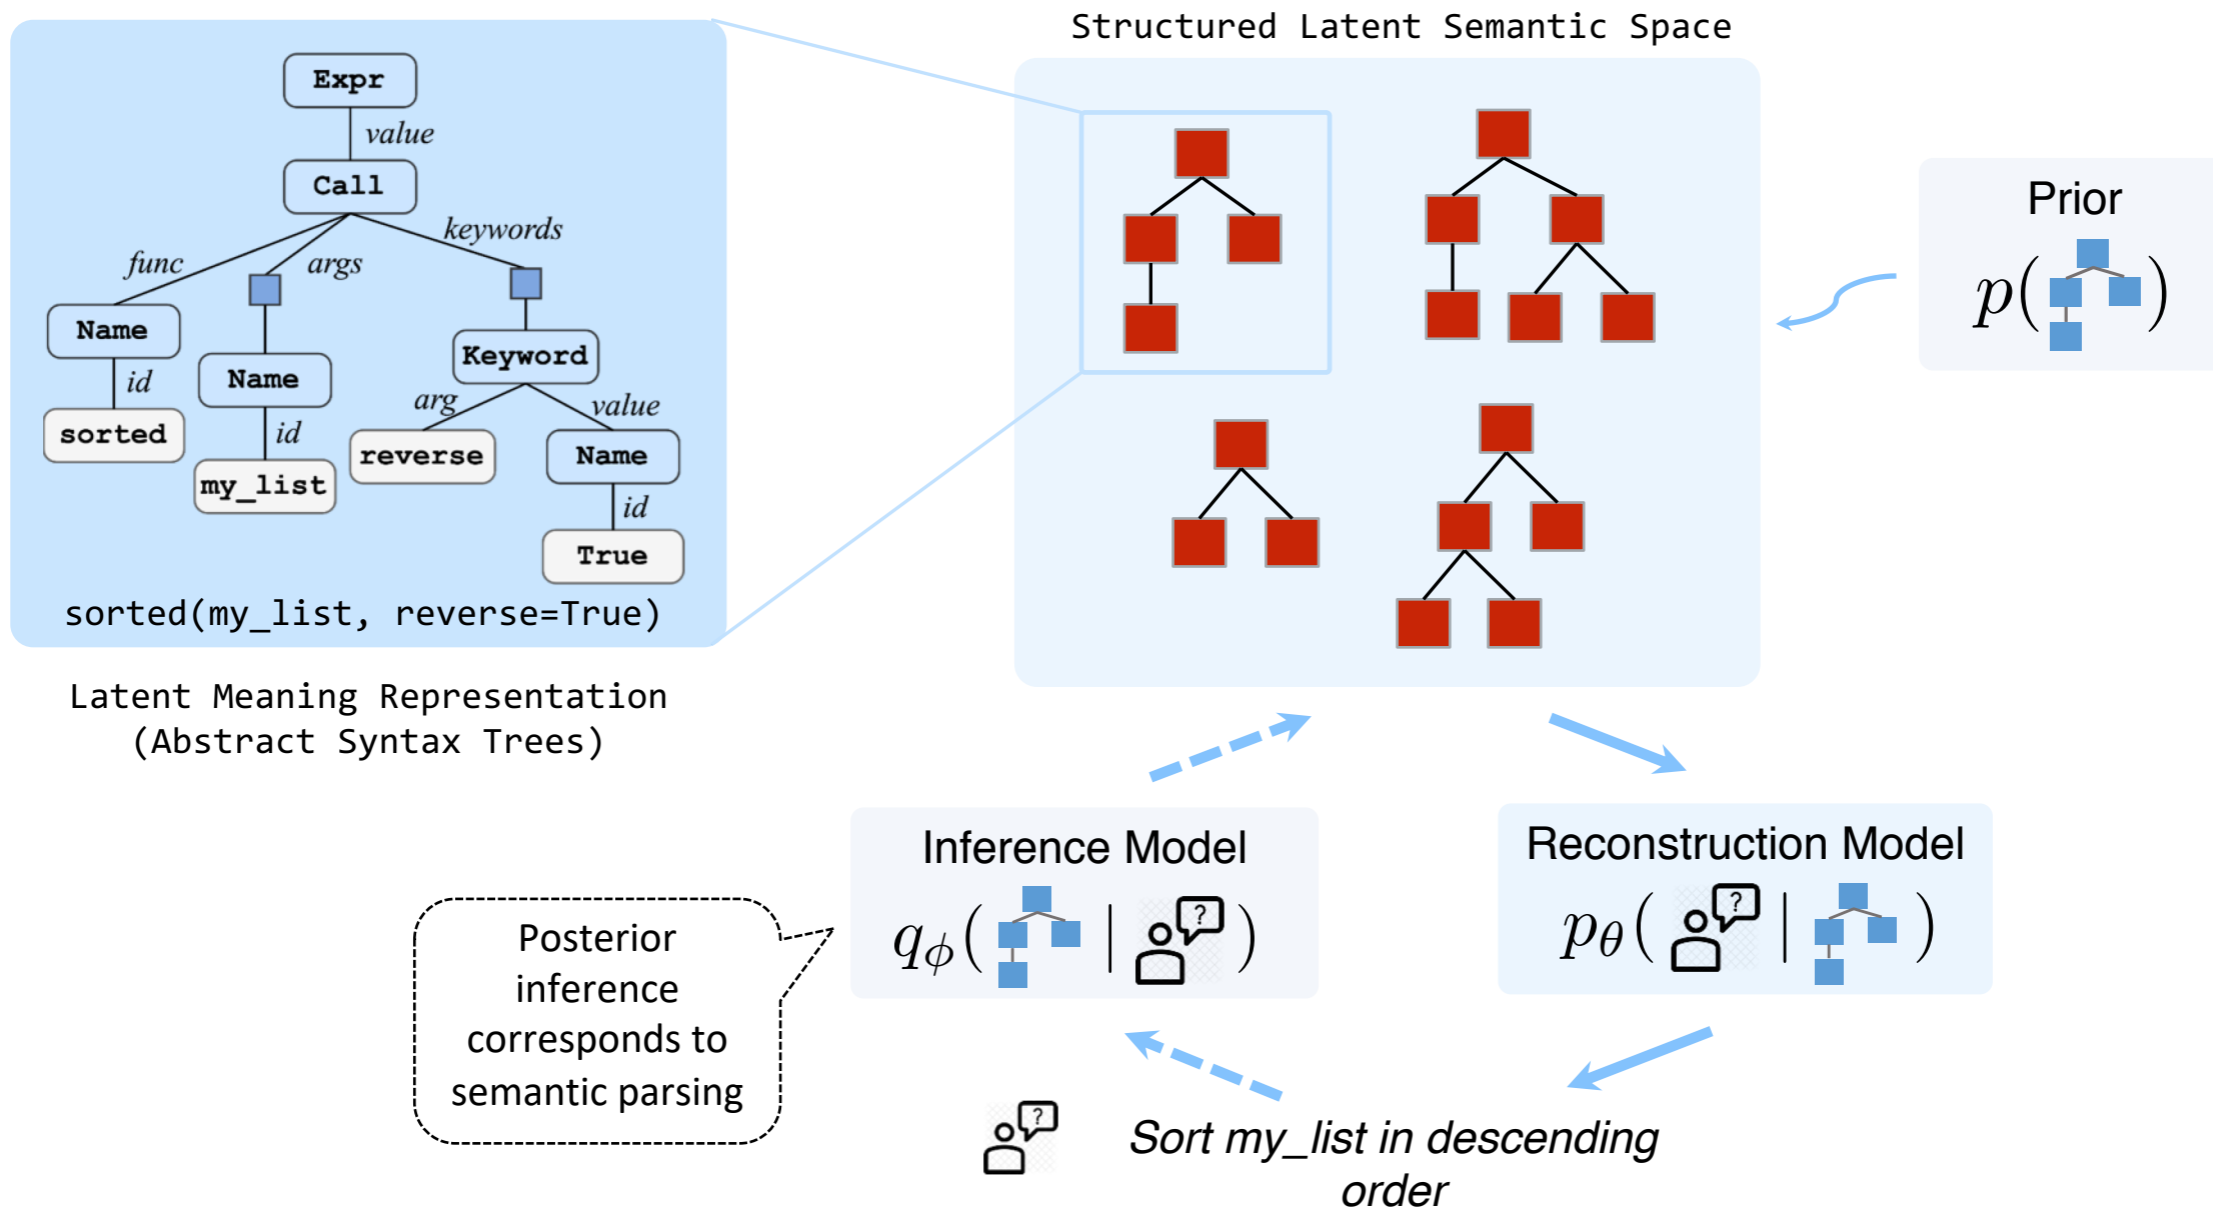 Structured Latent Semantic Space
Expr
value
Call
func
args
keywords
Name
Name
Keyword
id
id
arg
value
sorted
my_list
reverse
Name
id
True
sorted(my_list, reverse=True)
Latent Meaning Representation
(Abstract Syntax Trees)
Prior
p( )
Inference Model
qϕ( | ? )
Reconstruction Model
pθ( ? | )
Posterior
inference
corresponds to
semantic parsing
?
Sort my_list in descending
order